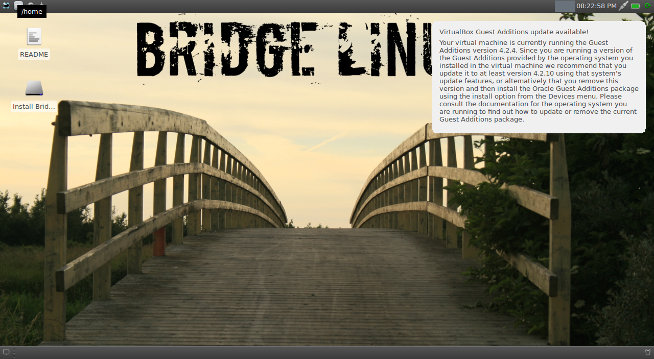 08:22:58 PM
/home
BRIDGE LINU
README
Install Brid...
VirtualBox Guest Additions update available!
Your virtual machine is currently running the Guest
Additions version 4.2.4. Since you are running a version of
the Guest Additions provided by the operating system you
installed in the virtual machine we recommend that you
update it to at least version 4.2.10 using that system's
update features, or alternatively that you remove this
version and then install the Oracle Guest Additions package
using the install option from the Devices menu. Please
consult the documentation for the operating system you
are running to find out how to update or remove the current
Guest Additions package.